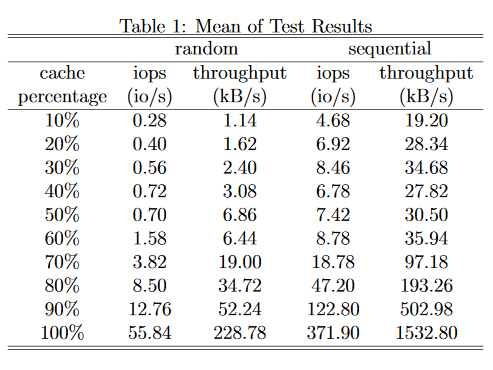 Table 1: Mean of Test Results
random sequential
cache iops throughput iops throughput
percentage (io/s) (kB/s) (io/s) (kB/s)
10% 0.28 1.14 4.68 19.20
20% 0.40 1.62 6.92 28.34
30% 0.56 2.40 8.46 34.68
40% 0.72 3.08 6.78 27.82
50% 0.70 6.86 7.42 30.50
60% 1.58 6.44 8.78 35.94
70% 3.82 19.00 18.78 97.18
80% 8.50 34.72 47.20 193.26
90% 12.76 52.24 122.80 502.98
100% 55.84 228.78 371.90 1532.80